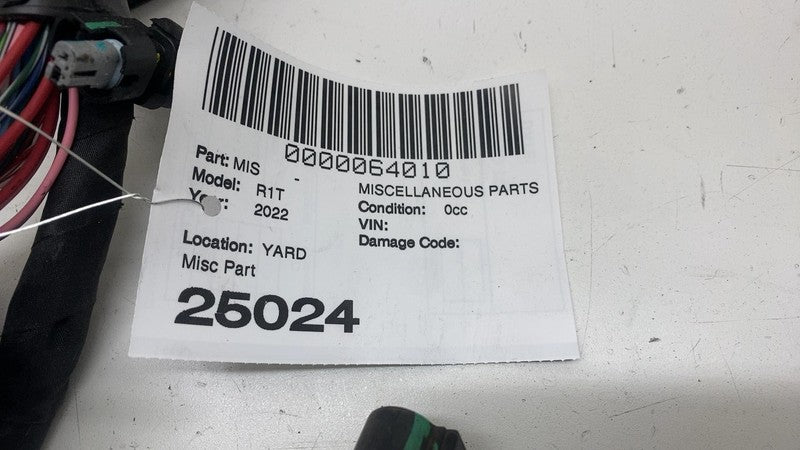 0000064010
Part: MIS -
MISCELLANEOUS PARTS
Model: R1T
Condition: 0cc
Year: 2022
VIN:
Damage Code:
Location: YARD
Misc Part
25024